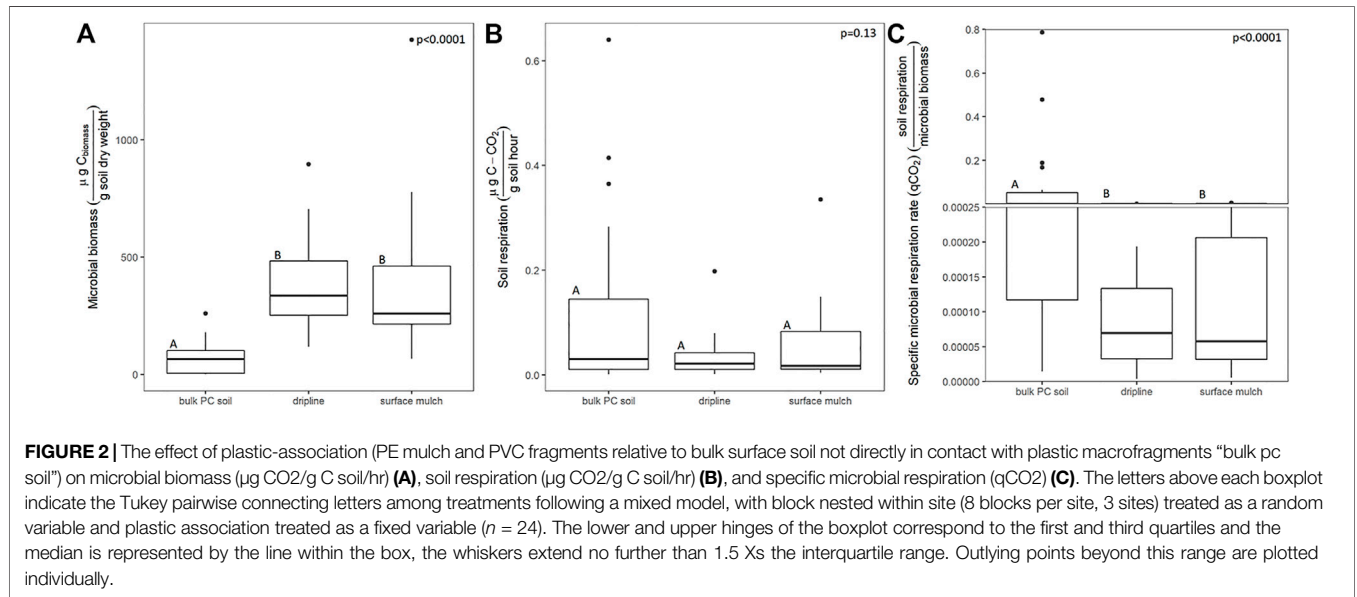 A
p<0.0001
Microbial biomass (μ g C biomass / g soil dry weight)
1000
500
0
A
B
B
bulk PC soil
dripline
surface mulch
B
p=0.13
Soil respiration (μ g C – CO2 / g soil hour)
0.6
0.4
0.2
0.0
A
A
A
bulk PC soil
dripline
surface mulch
C
p<0.0001
Specific microbial respiration rate (qCO2) (soil respiration / microbial biomass)
0.8
0.6
0.4
0.2
0.00025
0.00020
0.00015
0.00010
0.00005
0.00000
A
B
B
bulk PC soil
dripline
surface mulch
FIGURE 2 | The effect of plastic-association (PE mulch and PVC fragments relative to bulk surface soil not directly in contact with plastic macrofragments “bulk pc
soil”) on microbial biomass (μg CO2/g C soil/hr) (A), soil respiration (μg CO2/g C soil/hr) (B), and specific microbial respiration (qCO2) (C). The letters above each boxplot
indicate the Tukey pairwise connecting letters among treatments following a mixed model, with block nested within site (8 blocks per site, 3 sites) treated as a random
variable and plastic association treated as a fixed variable (n = 24). The lower and upper hinges of the boxplot correspond to the first and third quartiles and the
median is represented by the line within the box, the whiskers extend no further than 1.5 Xs the interquartile range. Outlying points beyond this range are plotted
individually.